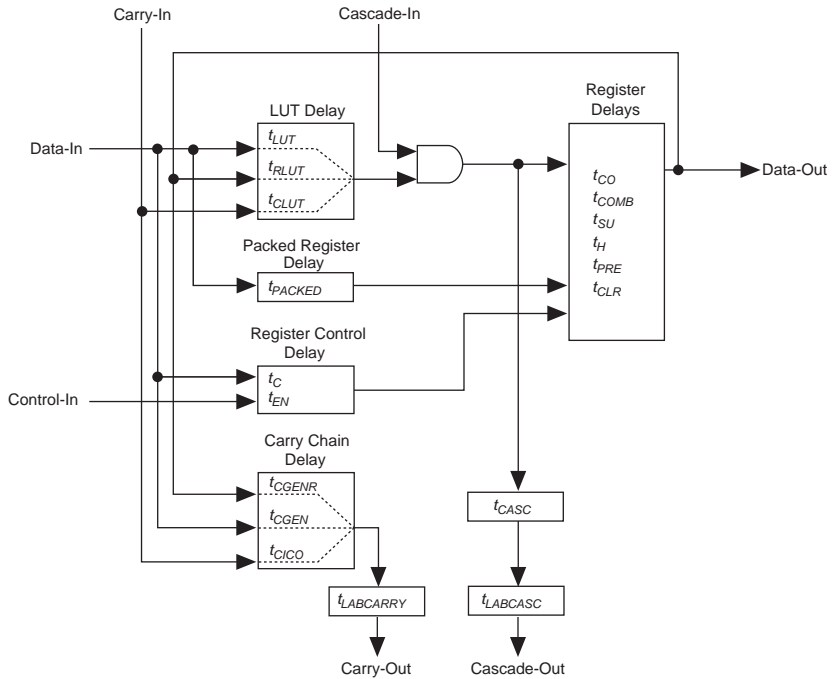 Carry-In
Cascade-In
Register
Delays
LUT Delay
Data-In
tLUT
tRLUT
tCLUT
tCO
tCOMB
tSU
tH
tPRE
tCLR
Data-Out
Packed Register
Delay
tPACKED
Register Control
Delay
tC
tEN
Control-In
Carry Chain
Delay
tCGENR
tCGEN
tCICO
tCASC
tLABCARRY
tLABCASC
Carry-Out
Cascade-Out